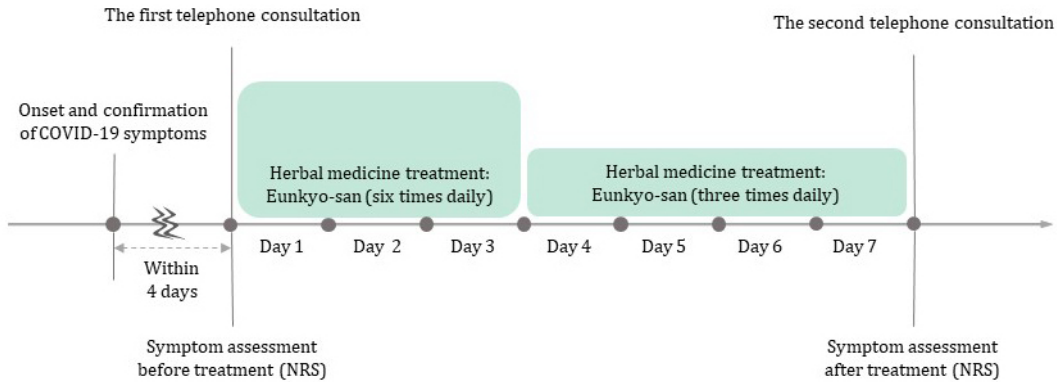 The first telephone consultation
The second telephone consultation
Onset and confirmation
of COVID-19 symptoms
Herbal medicine treatment:
Eunkyo-san (six times daily)
Herbal medicine treatment:
Eunkyo-san (three times daily)
Day 1
Day 2
Day 3
Day 4
Day 5
Day 6
Day 7
Within
4 days
Symptom assessment
before treatment (NRS)
Symptom assessment
after treatment (NRS)